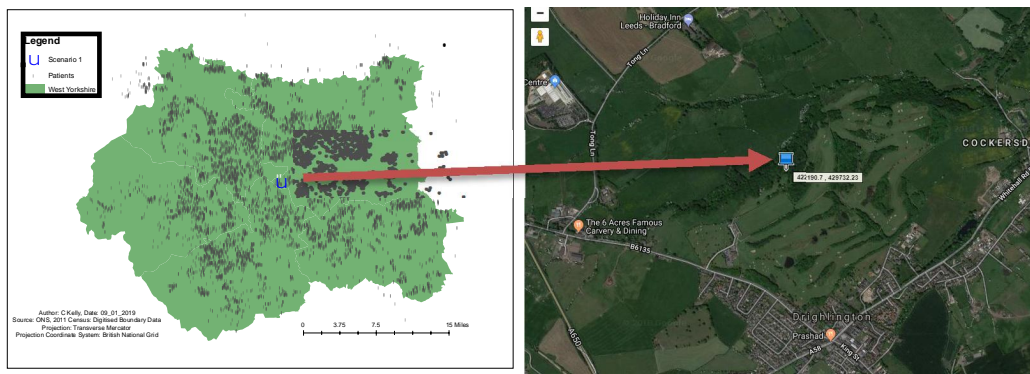 Legend
U Scenario 1
Patients
West Yorkshire
U
Author: C Kelly, Date: 09_01_2019
Source: ONS, 2011 Census: Digitised Boundary Data
Projection: Transverse Mercator
Projection Coordinate System: British National Grid
0 3.75 7.5 15 Miles
Holiday Inn
Leeds - Bradford
Tong Ln
Centre
Tong Ln
COCKERSD
Whitehall Rd
, 429732.23
The 6 Acres Famous
Carvery & Dining
B6135
A650
Drighlington
Prashad
A58
King St